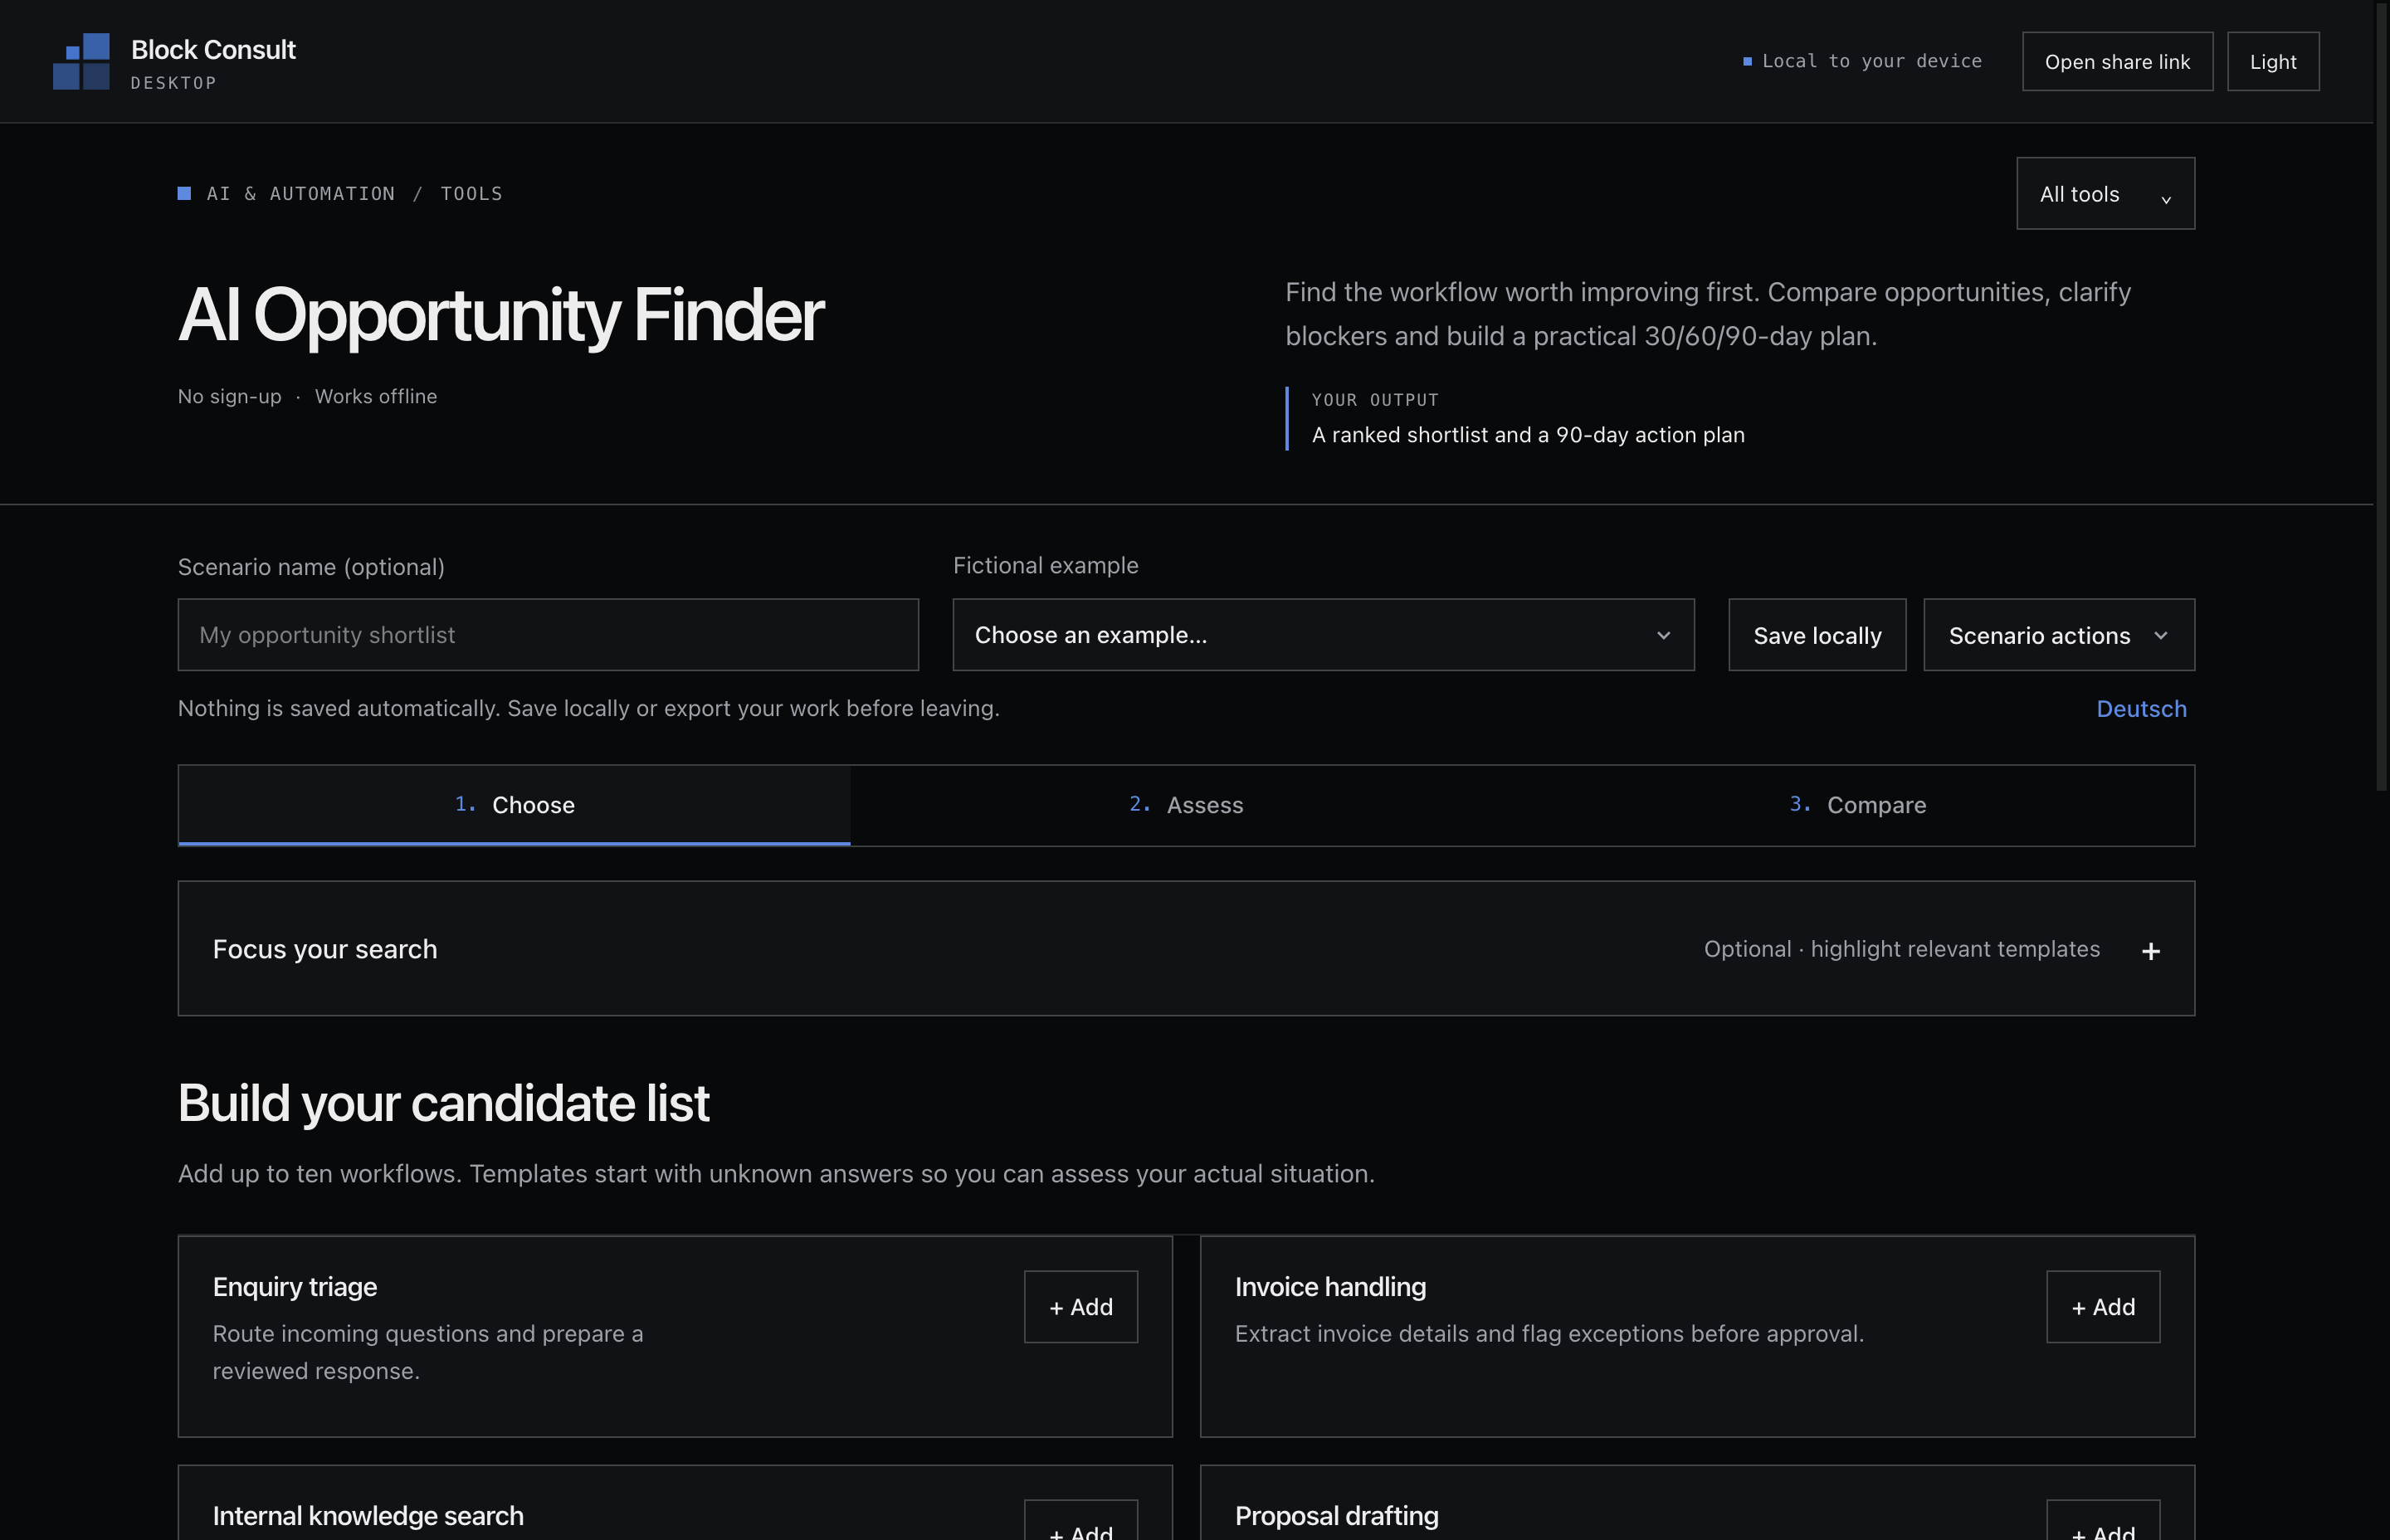 Block Consult
DESKTOP
Local to your device
Open share link
Light
AI & AUTOMATION / TOOLS
All tools
AI Opportunity Finder
No sign-up · Works offline
Find the workflow worth improving first. Compare opportunities, clarify
blockers and build a practical 30/60/90-day plan.
YOUR OUTPUT
A ranked shortlist and a 90-day action plan
Scenario name (optional)
Fictional example
My opportunity shortlist
Choose an example...
Save locally
Scenario actions
Nothing is saved automatically. Save locally or export your work before leaving.
Deutsch
1. Choose
2. Assess
3. Compare
Focus your search
Optional · highlight relevant templates +
Build your candidate list
Add up to ten workflows. Templates start with unknown answers so you can assess your actual situation.
Enquiry triage
Route incoming questions and prepare a
reviewed response.
+ Add
Invoice handling
Extract invoice details and flag exceptions before approval.
+ Add
Internal knowledge search
+ Add
Proposal drafting
+ Add